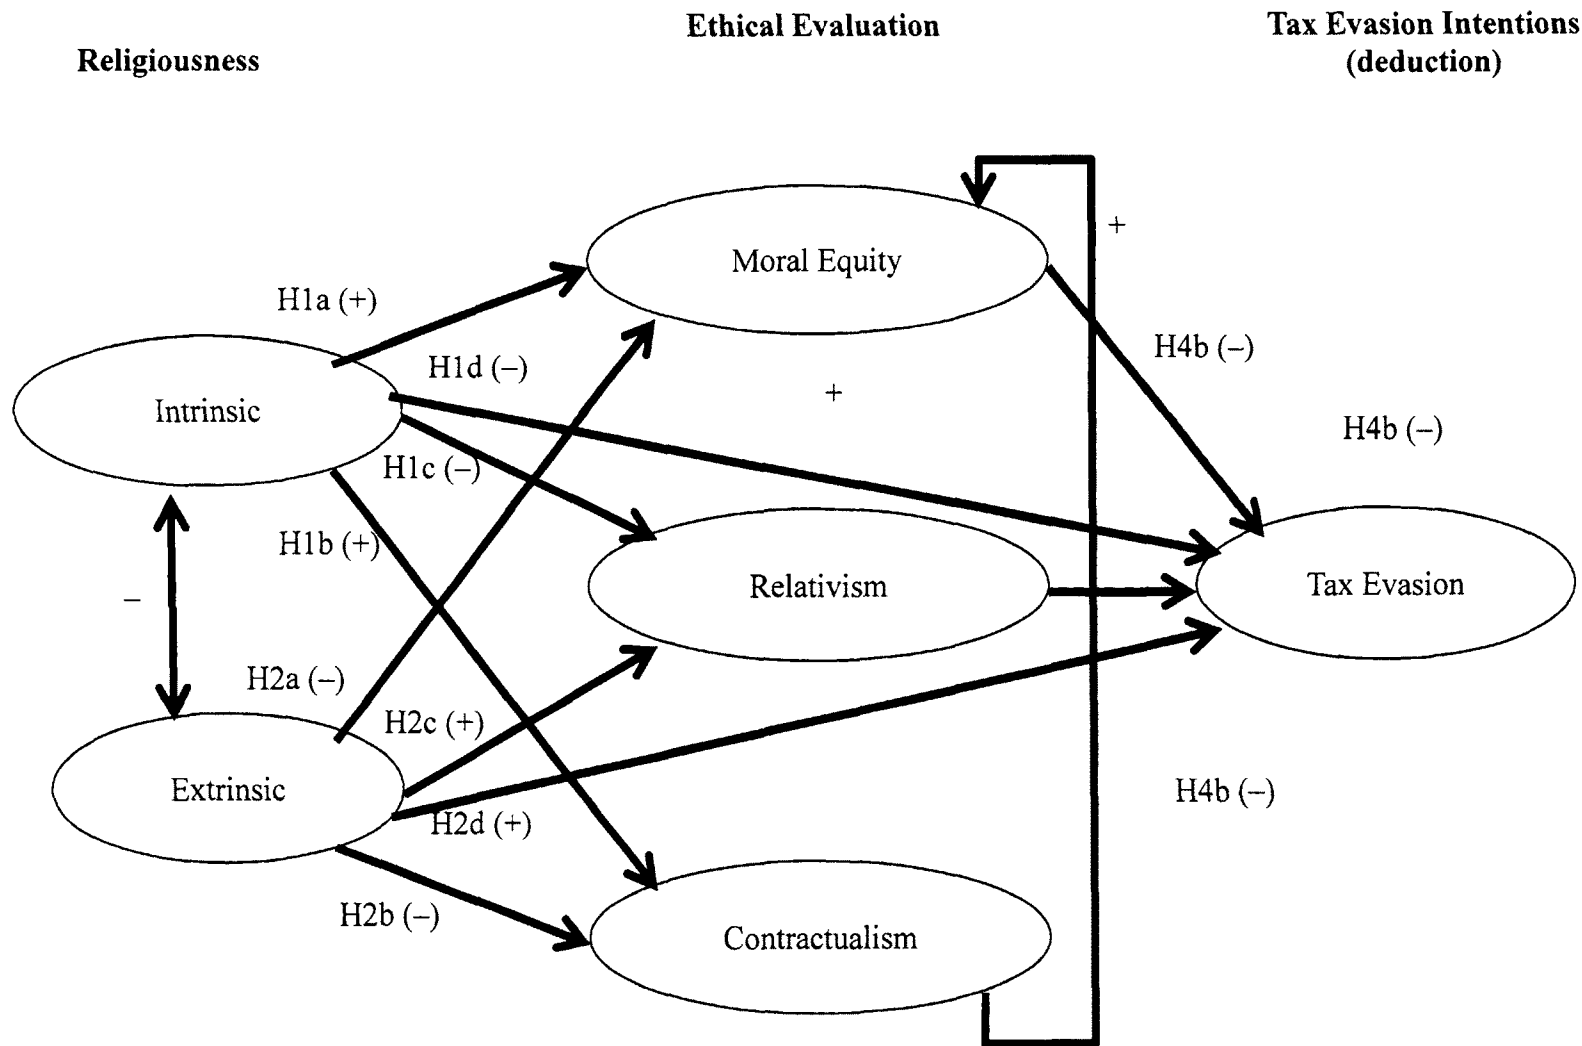 Religiousness
Ethical Evaluation
Tax Evasion Intentions
(deduction)
+
Moral Equity
H1a (+)
H4b (–)
H1d (–)
+
H4b (–)
Intrinsic
H1c (–)
H1b (+)
Relativism
Tax Evasion
–
H2a (–)
H2c (+)
Extrinsic
H4b (–)
H2d (+)
H2b (–)
Contractualism